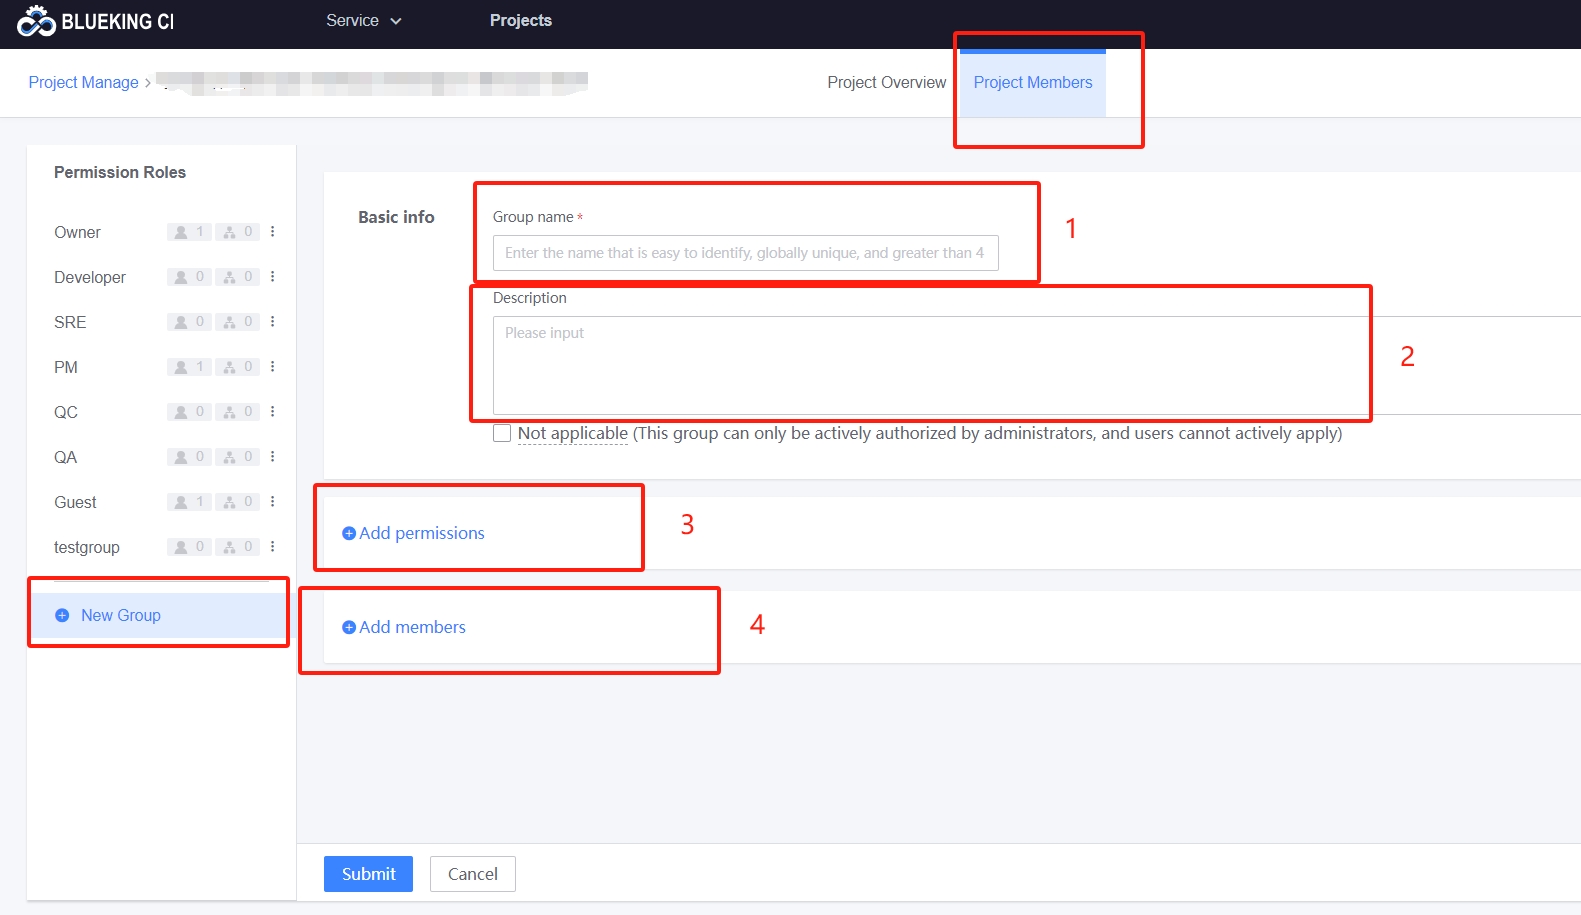 BLUEKING CI
Service
Projects
Project Manage >
Project Overview
Project Members
Permission Roles
Owner 1 0
Developer 0 0
SRE 0 0
PM 1 0
QC 0 0
QA 0 0
Guest 1 0
testgroup 0 0
New Group
Basic info
Group name *
Enter the name that is easy to identify, globally unique, and greater than 4
1
Description
Please input
2
Not applicable (This group can only be actively authorized by administrators, and users cannot actively apply)
Add permissions
3
Add members
4
Submit
Cancel